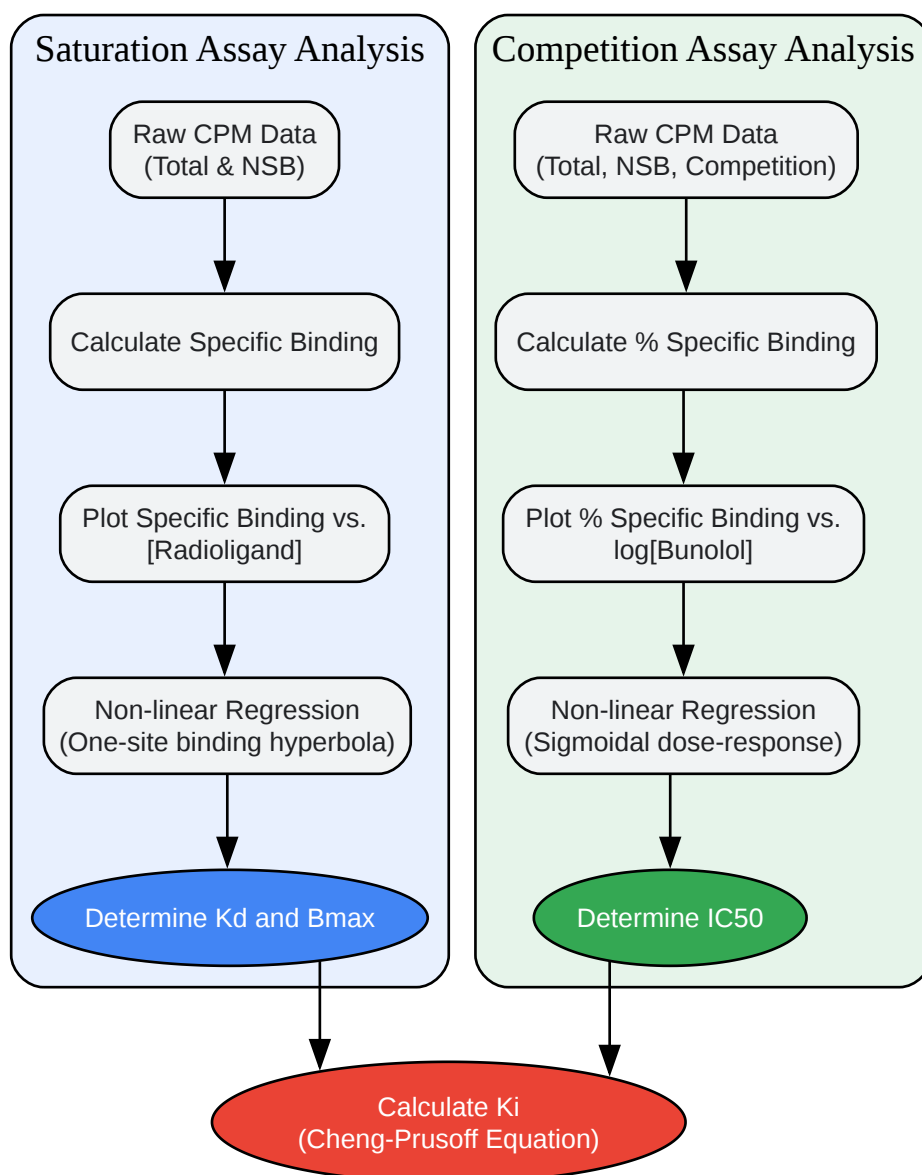 Saturation Assay Analysis
Raw CPM Data
(Total & NSB)
Calculate Specific Binding
Plot Specific Binding vs.
[Radioligand]
Non-linear Regression
(One-site binding hyperbola)
Determine Kd and Bmax
Competition Assay Analysis
Raw CPM Data
(Total, NSB, Competition)
Calculate % Specific Binding
Plot % Specific Binding vs.
log[Bunolol]
Non-linear Regression
(Sigmoidal dose-response)
Determine IC50
Calculate Ki
(Cheng-Prusoff Equation)